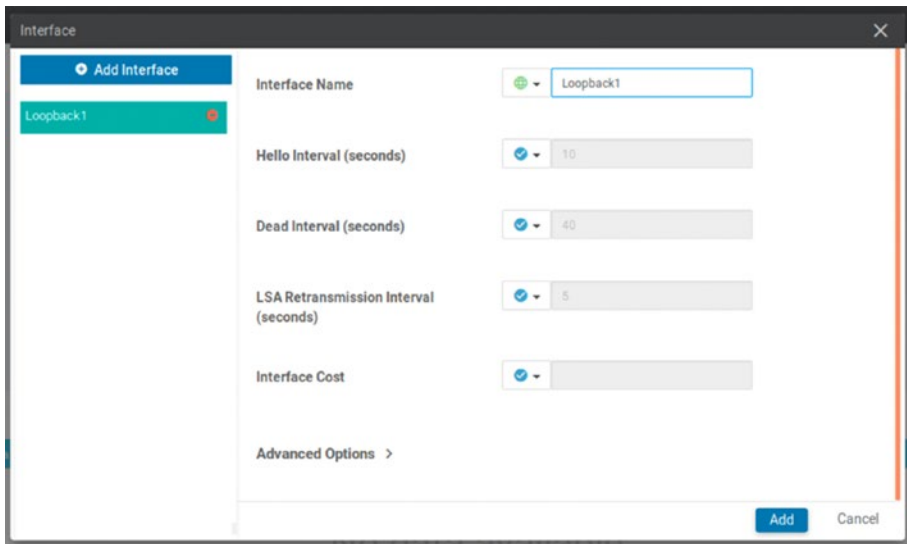 Interface
Add Interface
Loopback1
Interface Name
Loopback1
Hello Interval (seconds)
10
Dead Interval (seconds)
40
LSA Retransmission Interval
(seconds)
5
Interface Cost
Advanced Options
Add
Cancel